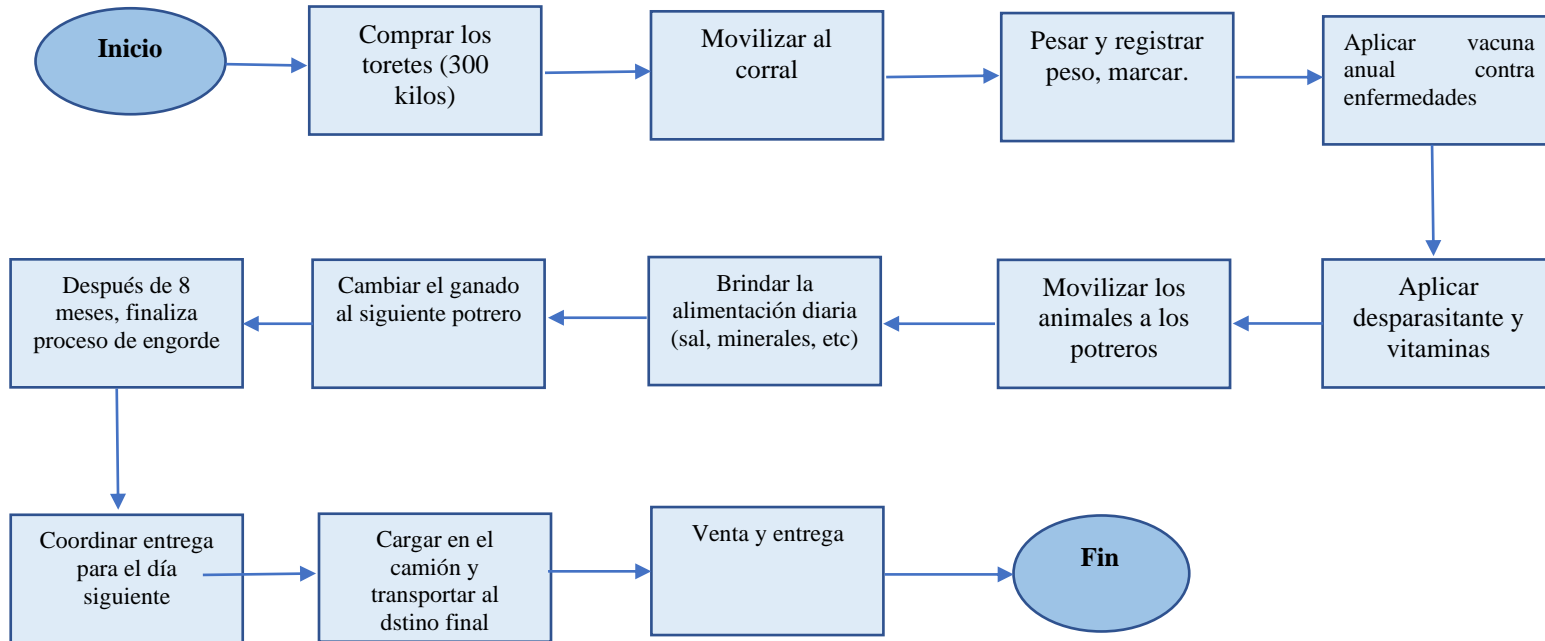 Inicio
Comprar los
toretes (300
kilos)
Movilizar al
corral
Pesar y registrar
peso, marcar.
Aplicar vacuna
anual contra
enfermedades
Aplicar
desparasitante y
vitaminas
Movilizar los
animales a los
potreros
Brindar la
alimentación diaria
(sal, minerales, etc)
Cambiar el ganado
al siguiente potrero
Después de 8
meses, finaliza
proceso de engorde
Coordinar entrega
para el día
siguiente
Cargar en el
camión y
transportar al
dstino final
Venta y entrega
Fin